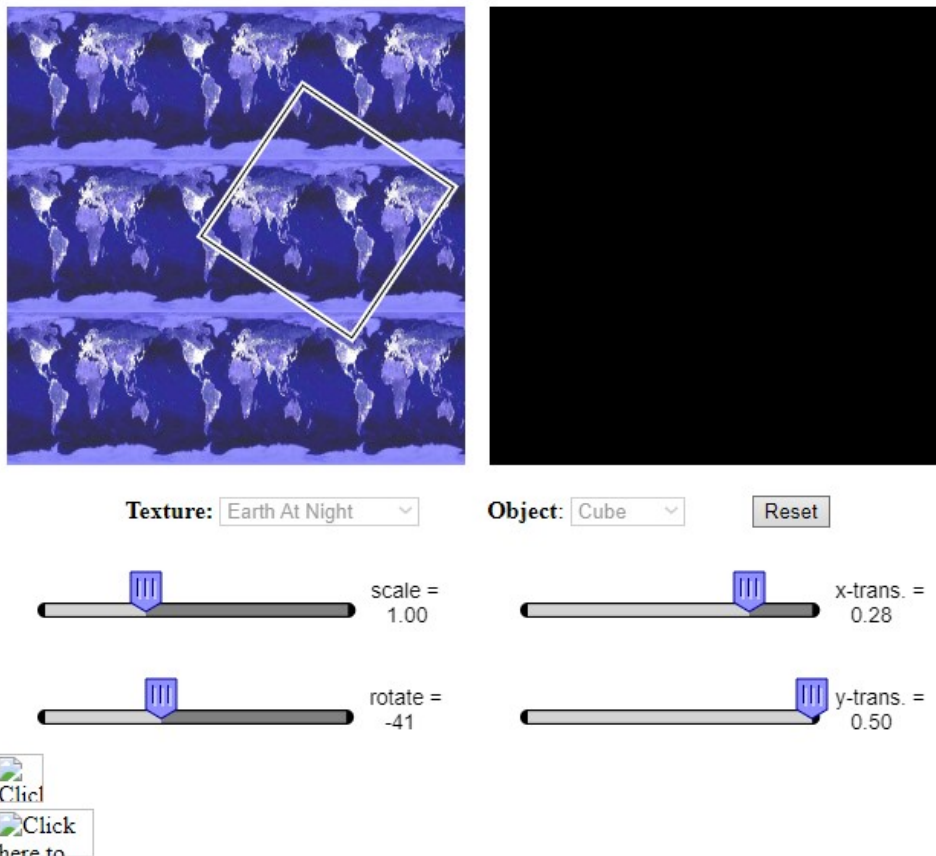 Texture: Earth At Night Object: Cube Reset
scale =
1.00
x-trans. =
0.28
rotate =
-41
y-trans. =
0.50
Click
here to